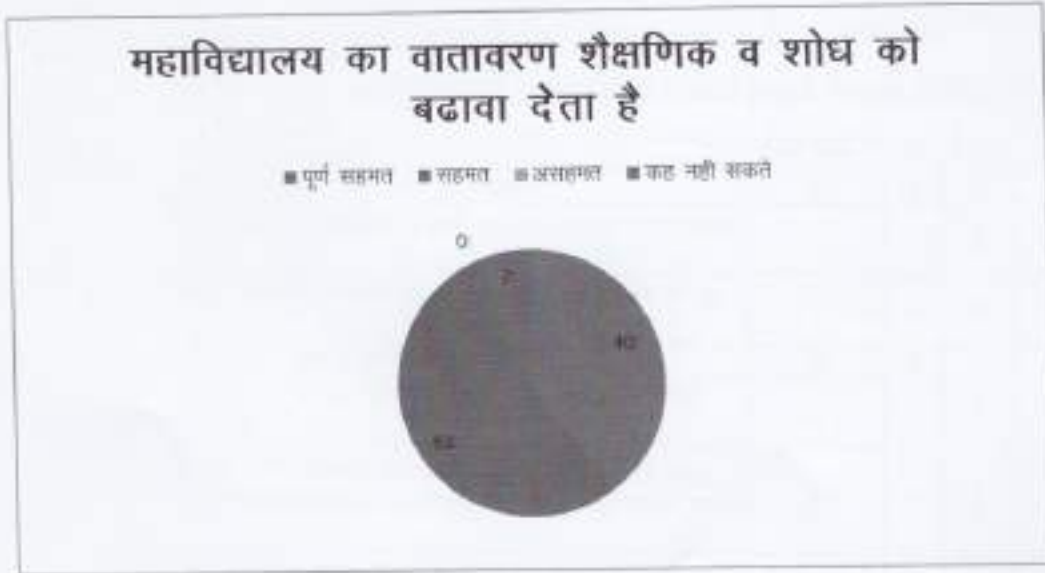 महाविद्यालय का वातावरण शैक्षणिक व शोध को
बढावा देता है
■ पूर्ण सहमत ■ सहमत ■ असहमत ■ कह नही सकते
0
40